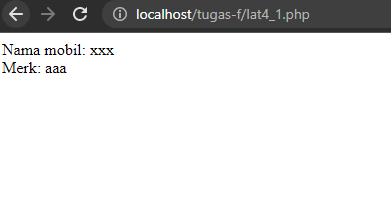 localhost/tugas-f/lat4_1.php
Nama mobil: xxx
Merk: aaa